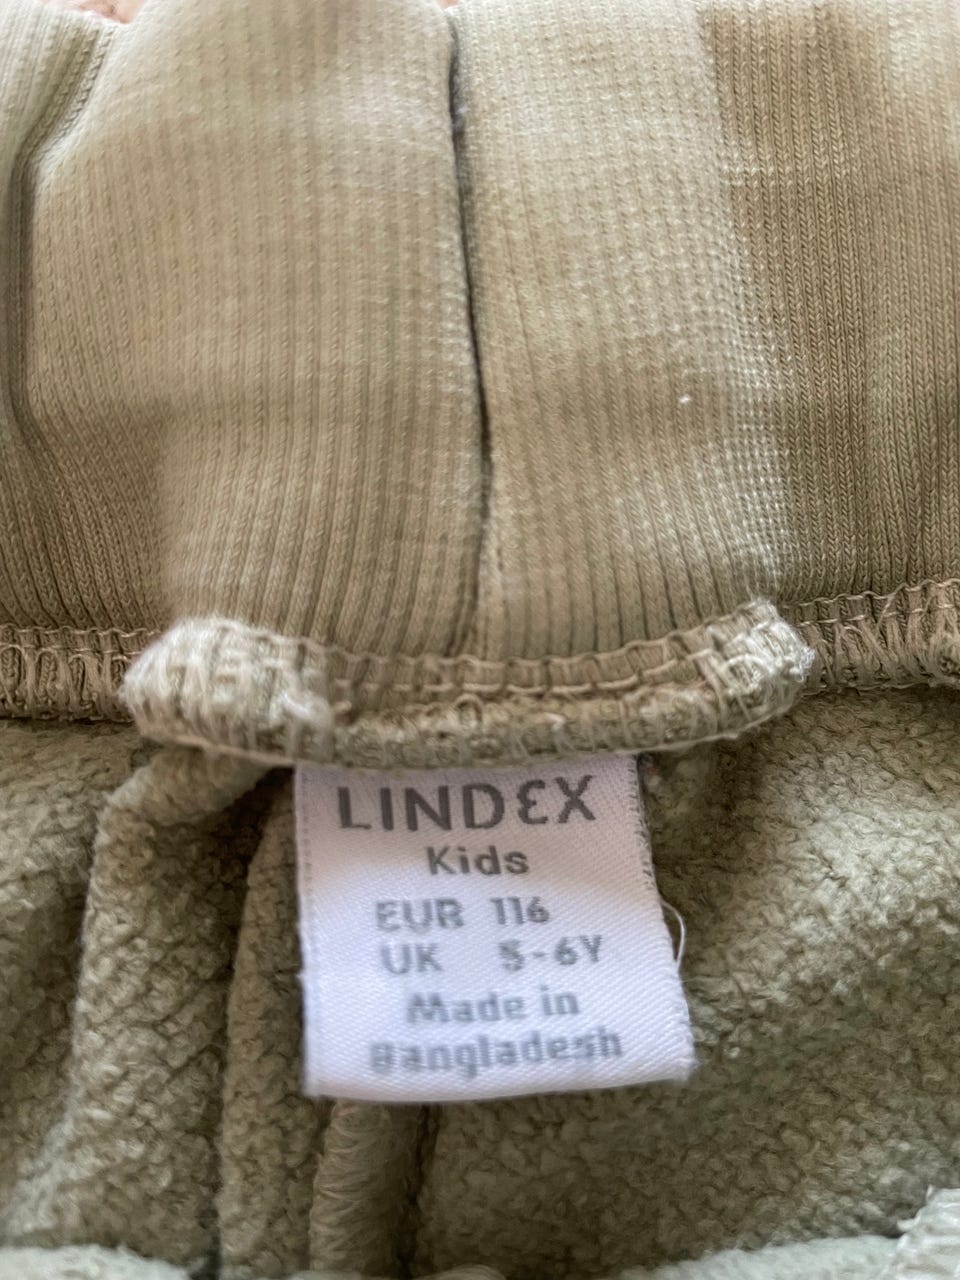 LINDEX
Kids
EUR 116
UK 5-6Y
Made in
Bangladesh